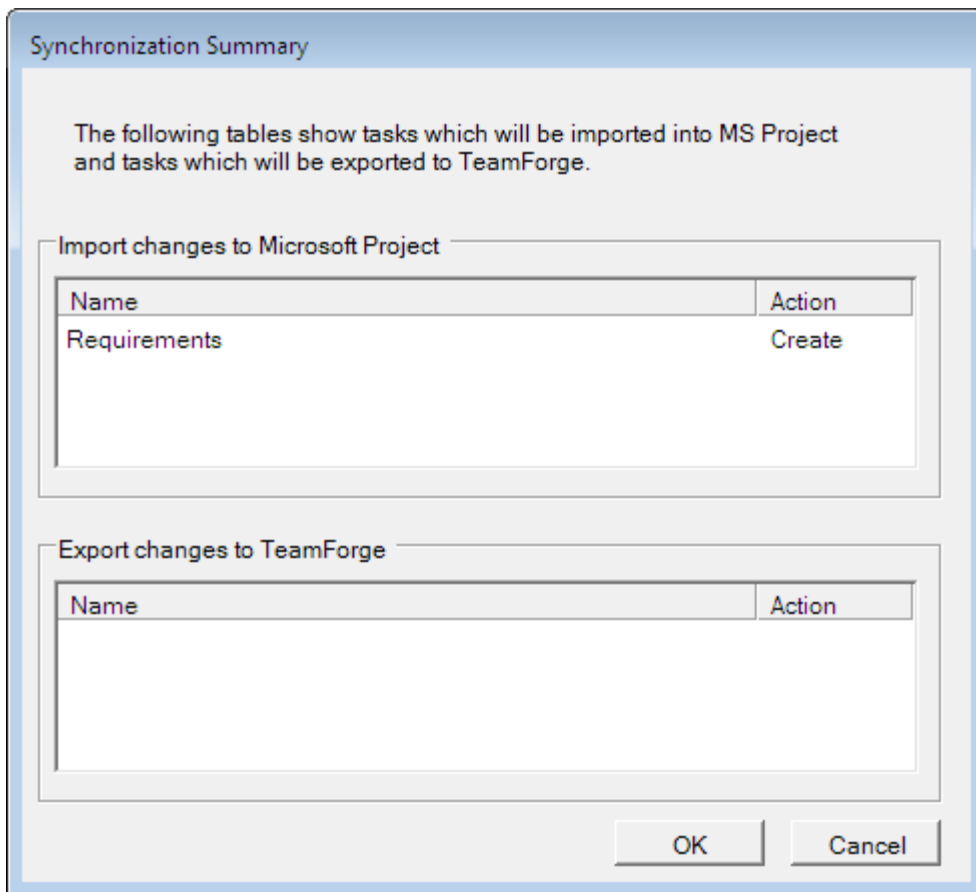 Synchronization Summary
The following tables show tasks which will be imported into MS Project
and tasks which will be exported to TeamForge.
Import changes to Microsoft Project
Name Action
Requirements Create
Export changes to TeamForge
Name Action
OK Cancel